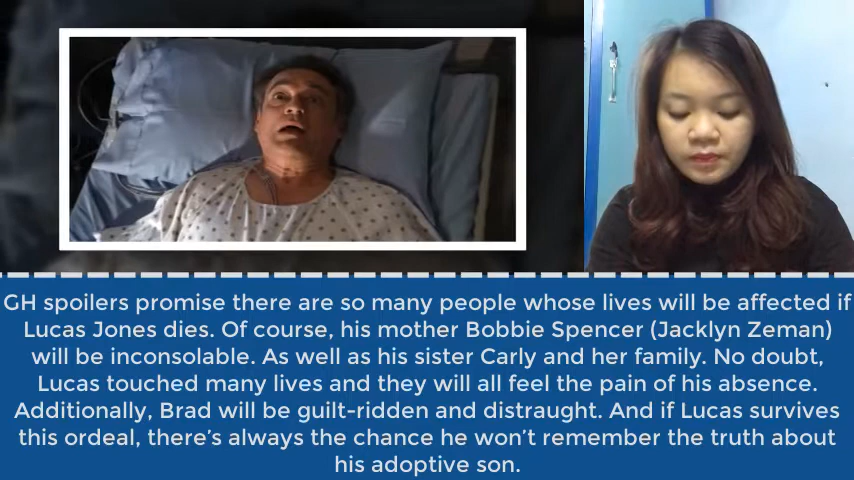 GH spoilers promise there are so many people whose lives will be affected if
Lucas Jones dies. Of course, his mother Bobbie Spencer (Jacklyn Zeman)
will be inconsolable. As well as his sister Carly and her family. No doubt,
Lucas touched many lives and they will all feel the pain of his absence.
Additionally, Brad will be guilt-ridden and distraught. And if Lucas survives
this ordeal, there’s always the chance he won’t remember the truth about
his adoptive son.